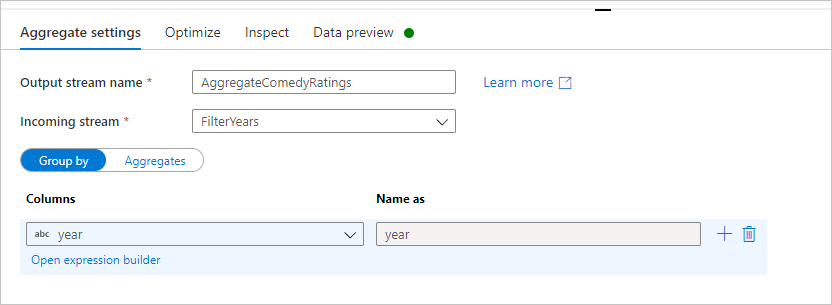 Aggregate settings Optimize Inspect Data preview
Output stream name * AggregateComedyRatings Learn more
Incoming stream * FilterYears
Group by Aggregates
Columns Name as
abc year year
Open expression builder